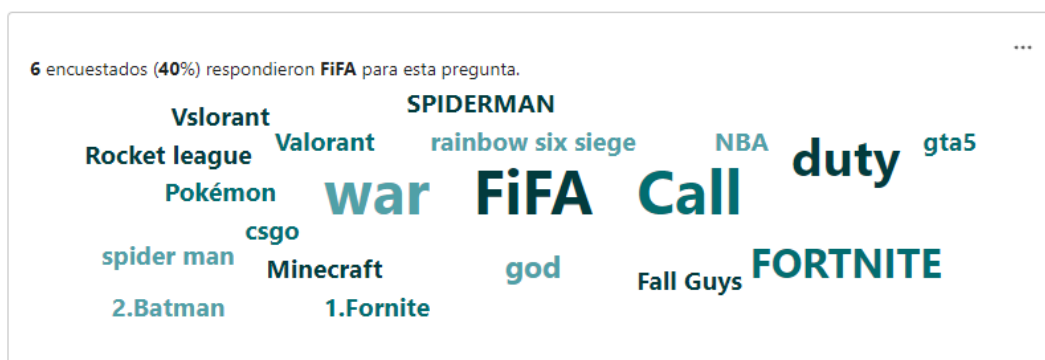 ...
6 encuestados (40%) respondieron FiFA para esta pregunta.
SPIDERMAN
Vslorant
Valorant rainbow six siege NBA duty gta5
Rocket league
Pokémon war FiFA Call
csgo
spider man Minecraft god Fall Guys FORTNITE
2.Batman 1.Fornite